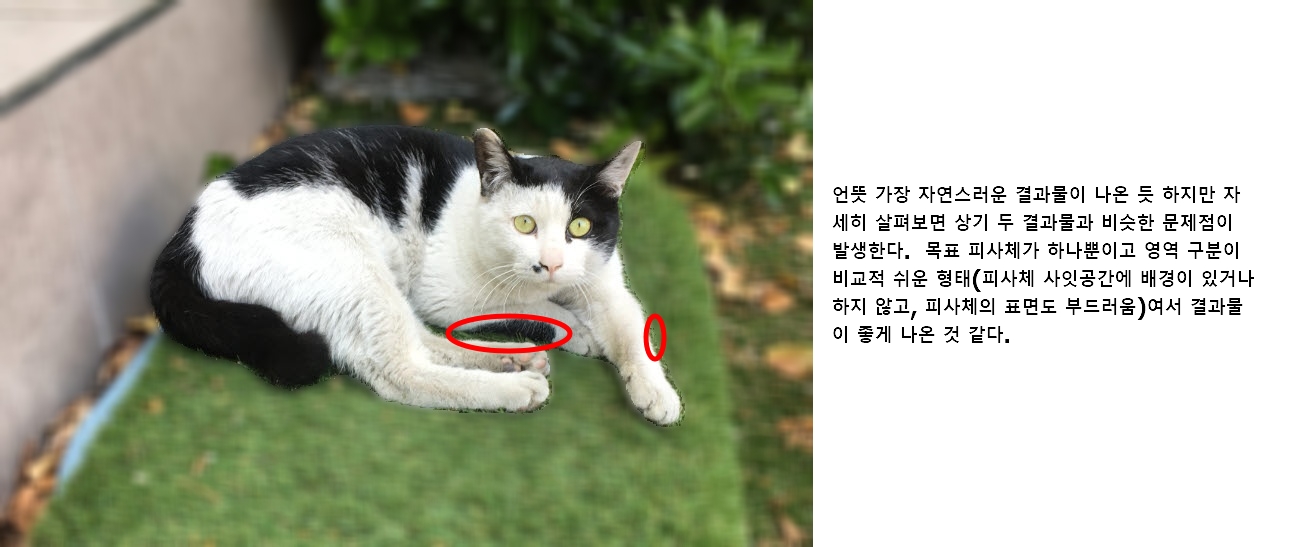 언뜻 가장 자연스러운 결과물이 나온 듯 하지만 자
세히 살펴보면 상기 두 결과물과 비슷한 문제점이
발생한다.  목표 피사체가 하나뿐이고 영역 구분이
비교적 쉬운 형태(피사체 사잇공간에 배경이 있거나
하지 않고, 피사체의 표면도 부드러움)여서 결과물
이 좋게 나온 것 같다.